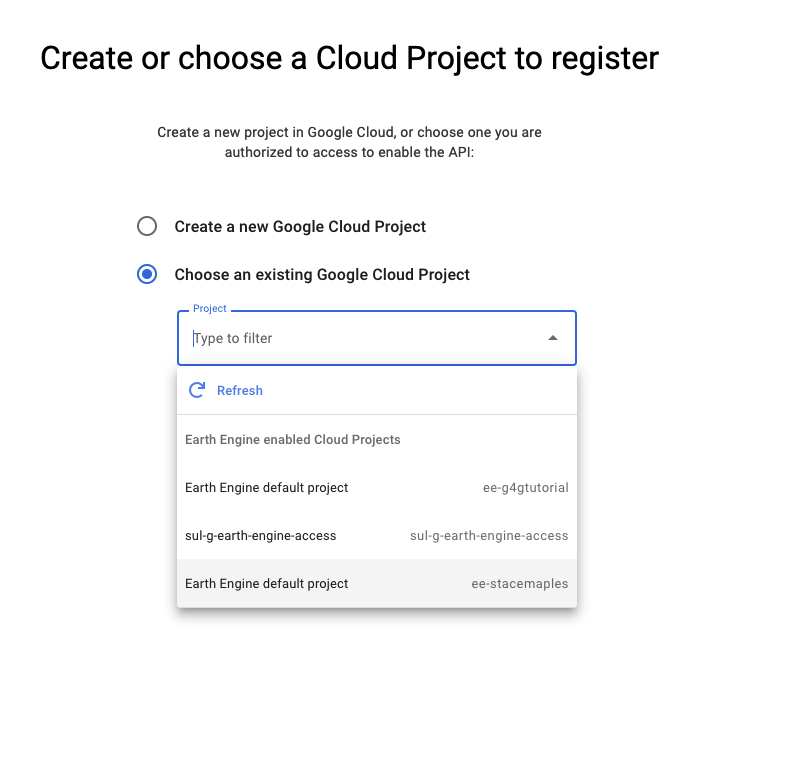 Create or choose a Cloud Project to register
Create a new project in Google Cloud, or choose one you are
authorized to access to enable the API:
Create a new Google Cloud Project
Choose an existing Google Cloud Project
Project
Type to filter
Refresh
Earth Engine enabled Cloud Projects
Earth Engine default project ee-g4gtutorial
sul-g-earth-engine-access sul-g-earth-engine-access
Earth Engine default project ee-stacemaples